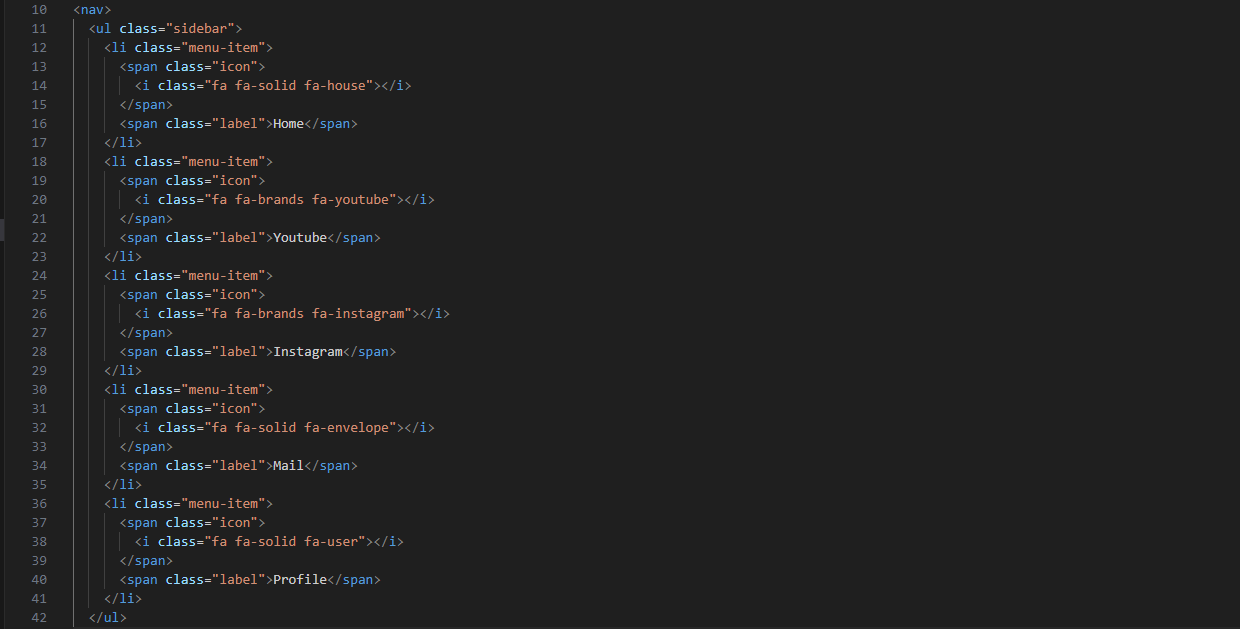 10 <nav>
11 <ul class="sidebar">
12 <li class="menu-item">
13 <span class="icon">
14 <i class="fa fa-solid fa-house"></i>
15 </span>
16 <span class="label">Home</span>
17 </li>
18 <li class="menu-item">
19 <span class="icon">
20 <i class="fa fa-brands fa-youtube"></i>
21 </span>
22 <span class="label">Youtube</span>
23 </li>
24 <li class="menu-item">
25 <span class="icon">
26 <i class="fa fa-brands fa-instagram"></i>
27 </span>
28 <span class="label">Instagram</span>
29 </li>
30 <li class="menu-item">
31 <span class="icon">
32 <i class="fa fa-solid fa-envelope"></i>
33 </span>
34 <span class="label">Mail</span>
35 </li>
36 <li class="menu-item">
37 <span class="icon">
38 <i class="fa fa-solid fa-user"></i>
39 </span>
40 <span class="label">Profile</span>
41 </li>
42 </ul>